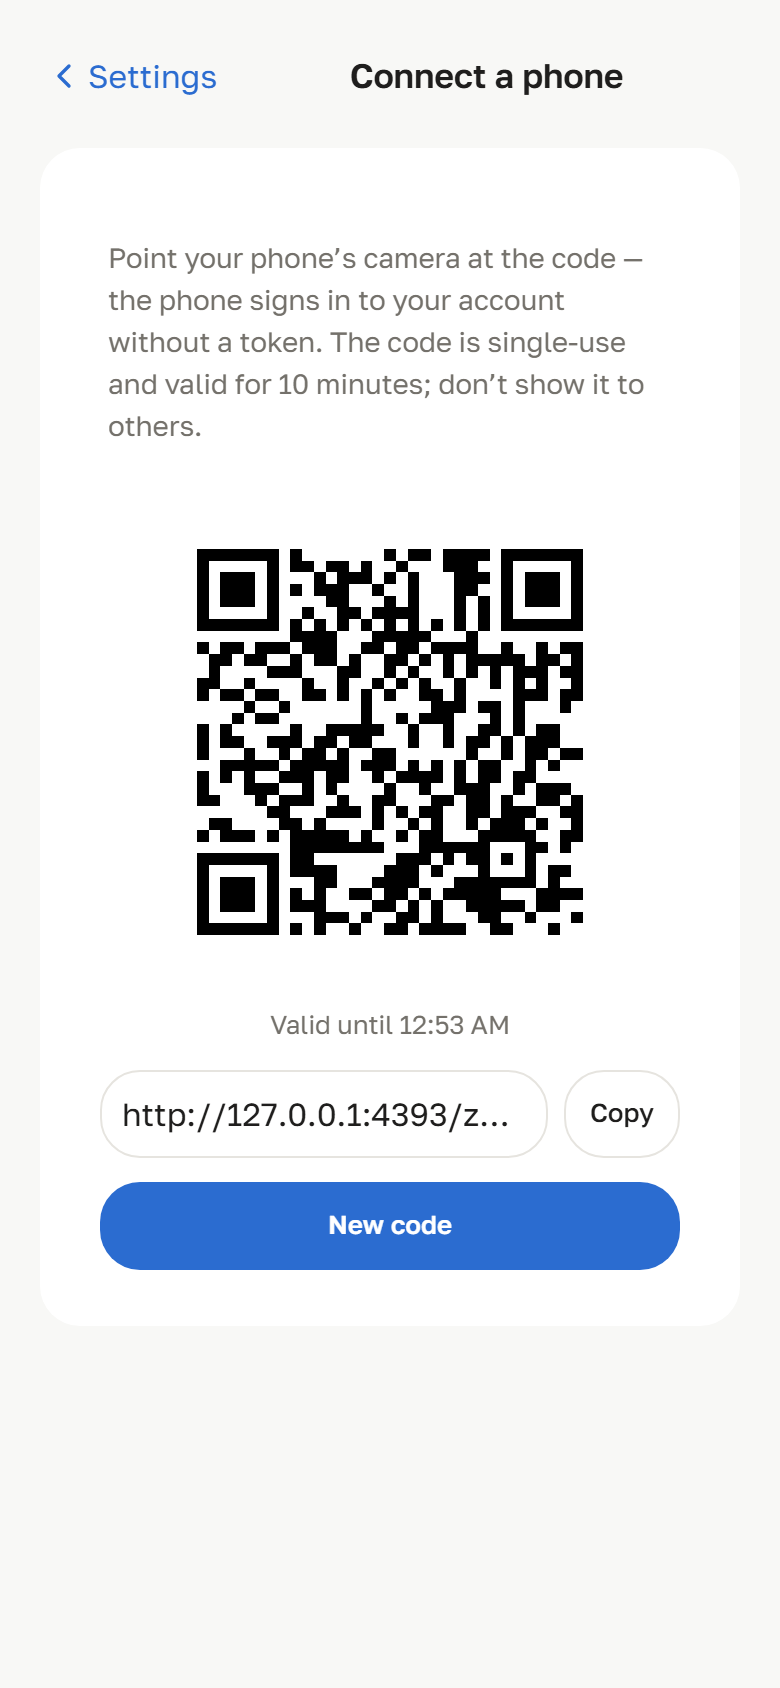 Settings
Connect a phone
Point your phone’s camera at the code —
the phone signs in to your account
without a token. The code is single-use
and valid for 10 minutes; don’t show it to
others.
Valid until 12:53 AM
http://127.0.0.1:4393/z...
Copy
New code